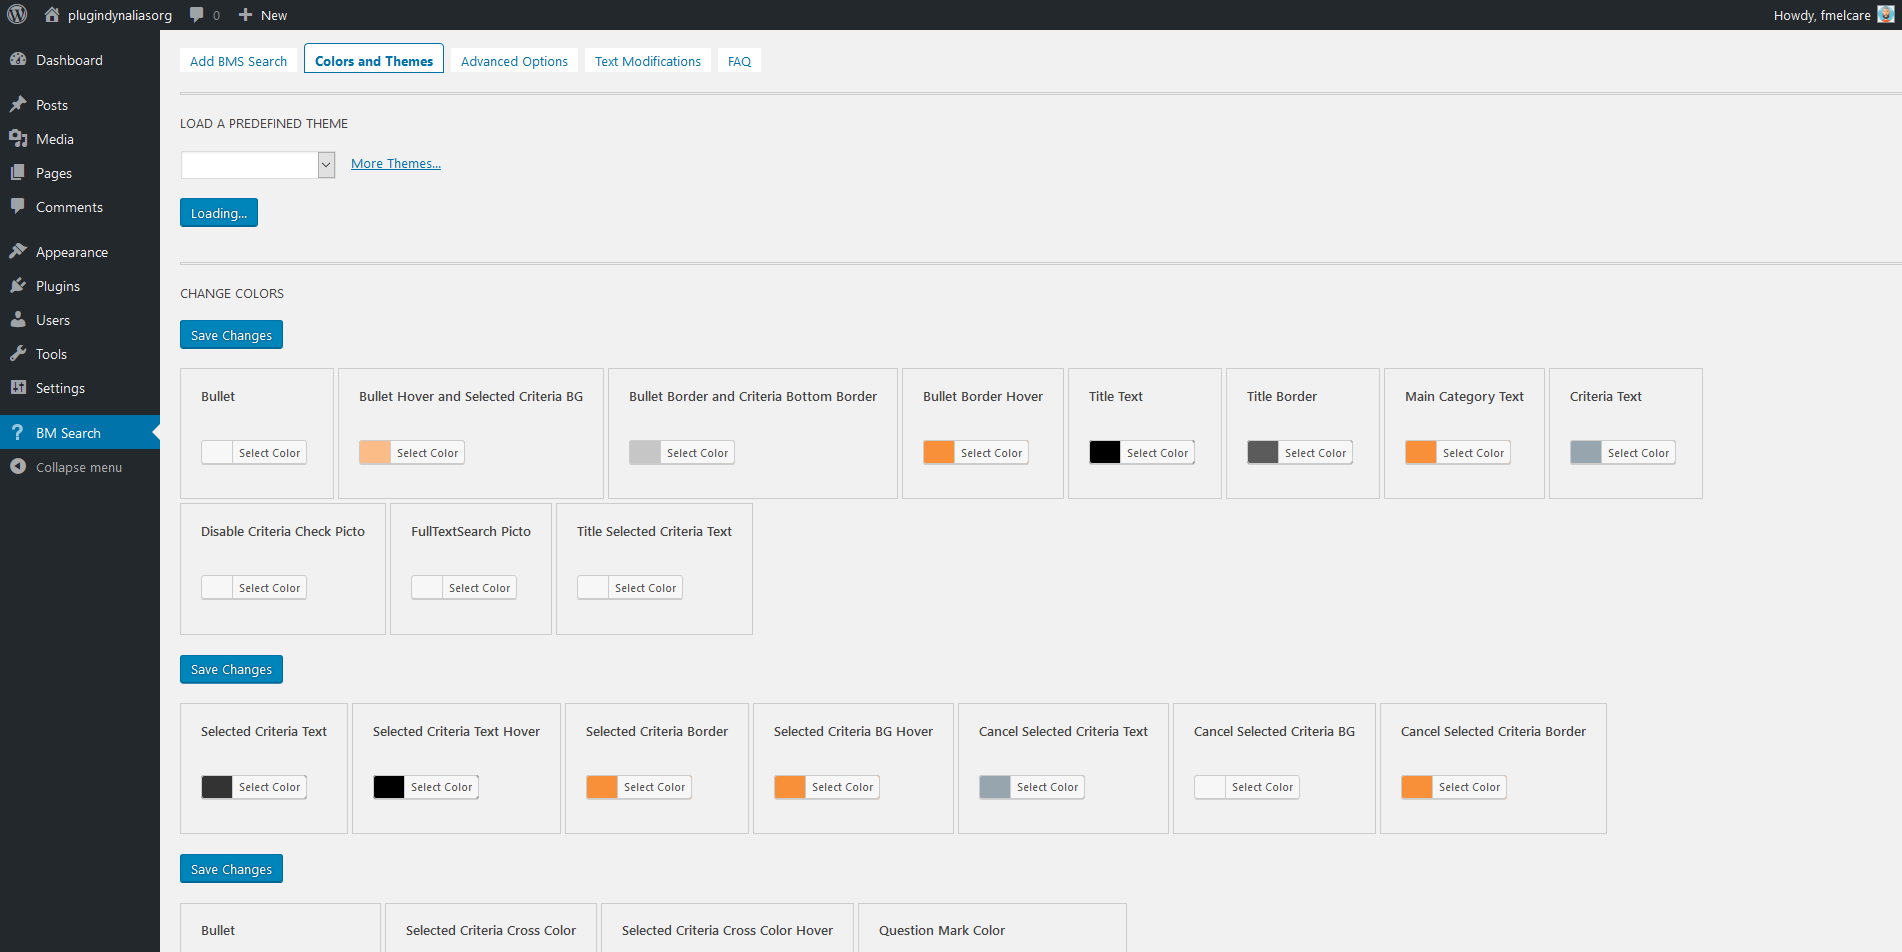 plugindynaliasorg 0 New Howdy, fmelcare
Dashboard
Posts
Media
Pages
Comments
Appearance
Plugins
Users
Tools
Settings
BM Search
Collapse menu
Add BMS Search Colors and Themes Advanced Options Text Modifications FAQ
LOAD A PREDEFINED THEME
More Themes...
Loading...
CHANGE COLORS
Save Changes
Bullet Bullet Hover and Selected Criteria BG Bullet Border and Criteria Bottom Border Bullet Border Hover Title Text Title Border Main Category Text Criteria Text
Select Color Select Color Select Color Select Color Select Color Select Color Select Color Select Color
Disable Criteria Check Picto FullTextSearch Picto Title Selected Criteria Text
Select Color Select Color Select Color
Save Changes
Selected Criteria Text Selected Criteria Text Hover Selected Criteria Border Selected Criteria BG Hover Cancel Selected Criteria Text Cancel Selected Criteria BG Cancel Selected Criteria Border
Select Color Select Color Select Color Select Color Select Color Select Color Select Color
Save Changes
Bullet Selected Criteria Cross Color Selected Criteria Cross Color Hover Question Mark Color